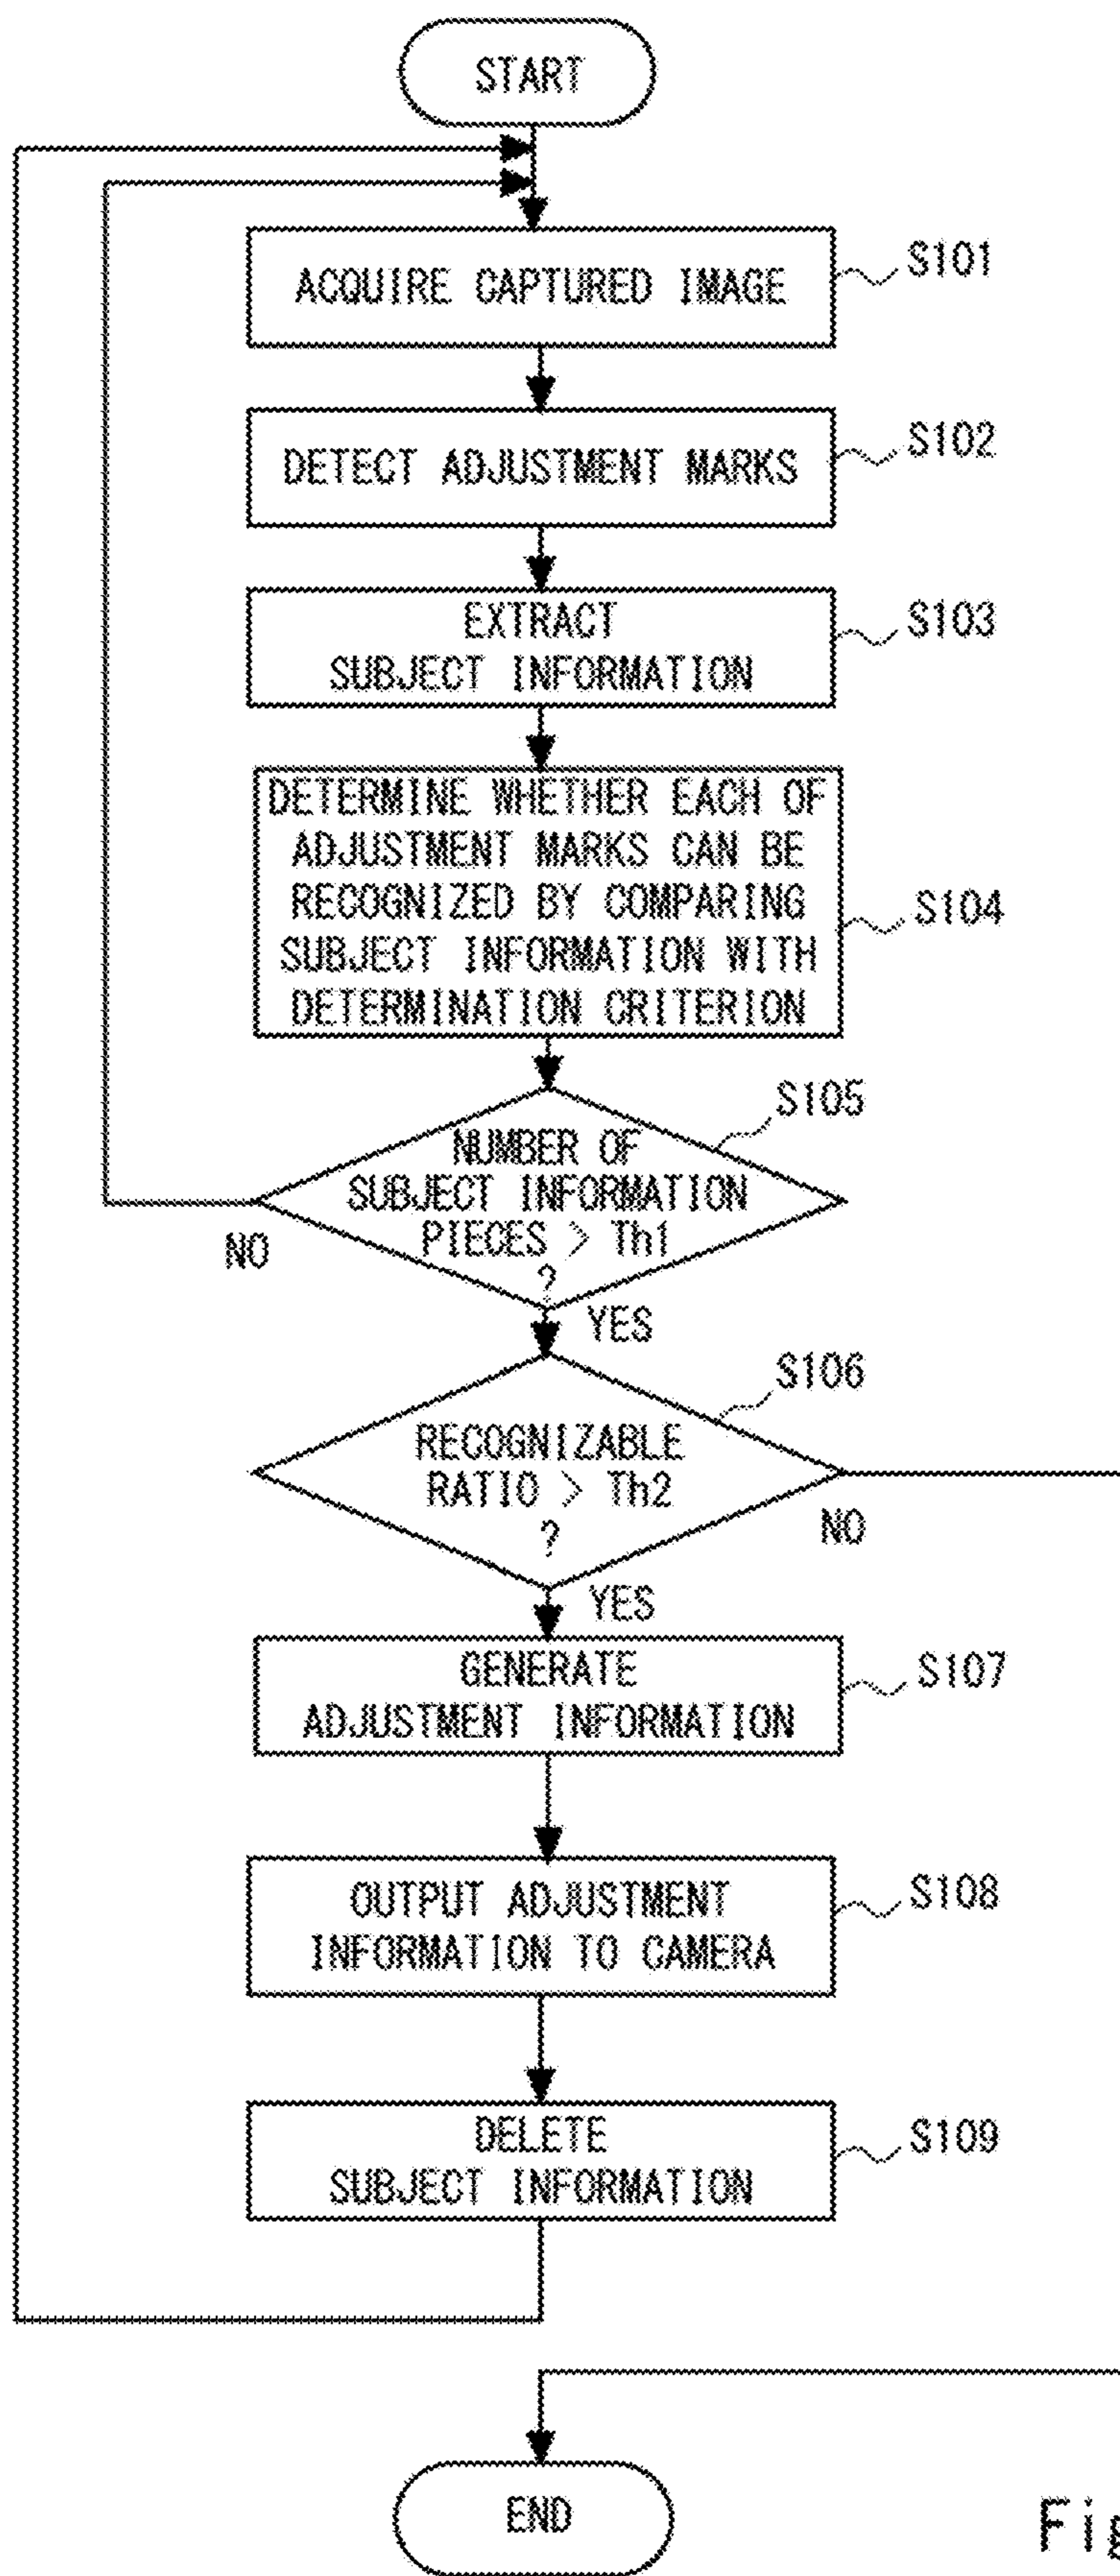 START
ACQUIRE CAPTURED IMAGE
S101
DETECT ADJUSTMENT MARKS
S102
EXTRACT
SUBJECT INFORMATION
S103
DETERMINE WHETHER EACH OF
ADJUSTMENT MARKS CAN BE
RECOGNIZED BY COMPARING
SUBJECT INFORMATION WITH
DETERMINATION CRITERION
S104
S105
NUMBER OF
SUBJECT INFORMATION
PIECES > Th1
?
NO
YES
S106
RECOGNIZABLE
RATIO > Th2
?
NO
YES
GENERATE
ADJUSTMENT INFORMATION
S107
OUTPUT ADJUSTMENT
INFORMATION TO CAMERA
S108
DELETE
SUBJECT INFORMATION
S109
END